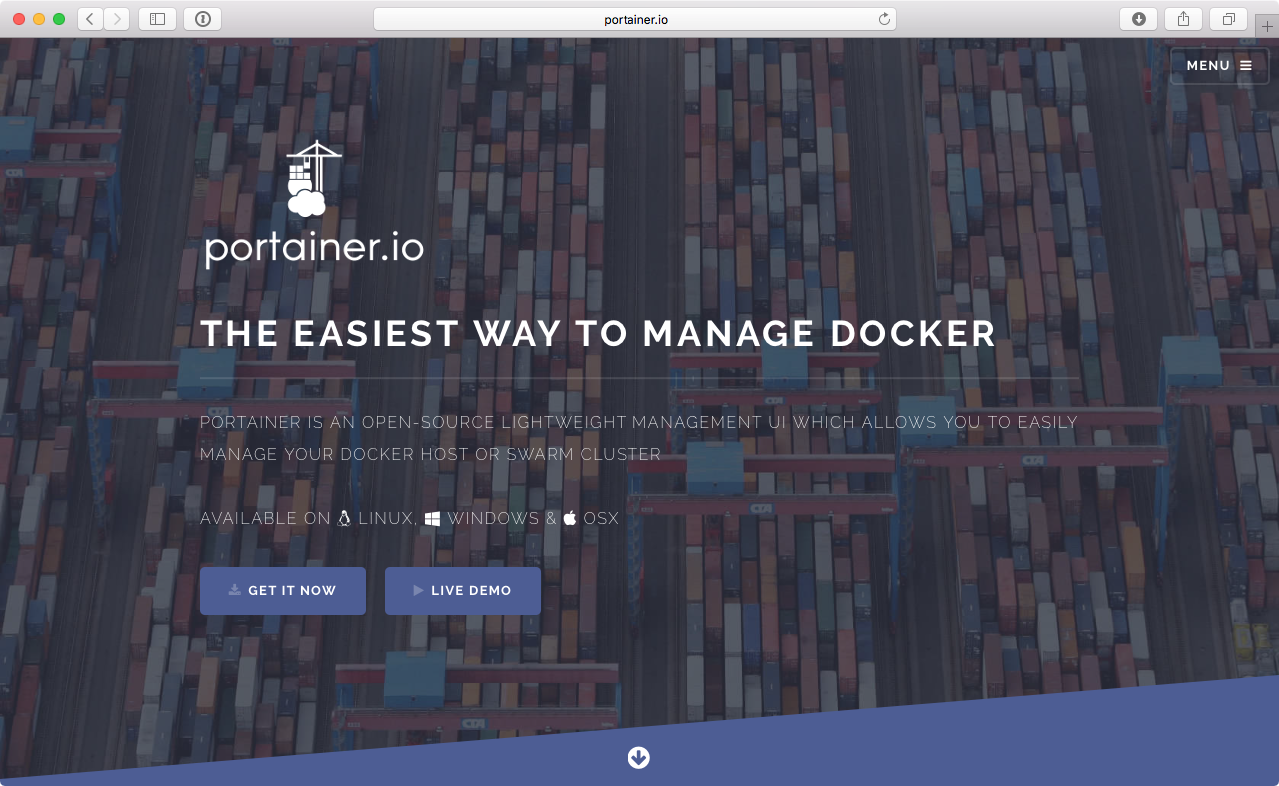 portainer.io
MENU
portainer.io
THE EASIEST WAY TO MANAGE DOCKER
PORTAINER IS AN OPEN-SOURCE LIGHTWEIGHT MANAGEMENT UI WHICH ALLOWS YOU TO EASILY
MANAGE YOUR DOCKER HOST OR SWARM CLUSTER
AVAILABLE ON LINUX, WINDOWS & OSX
GET IT NOW
LIVE DEMO